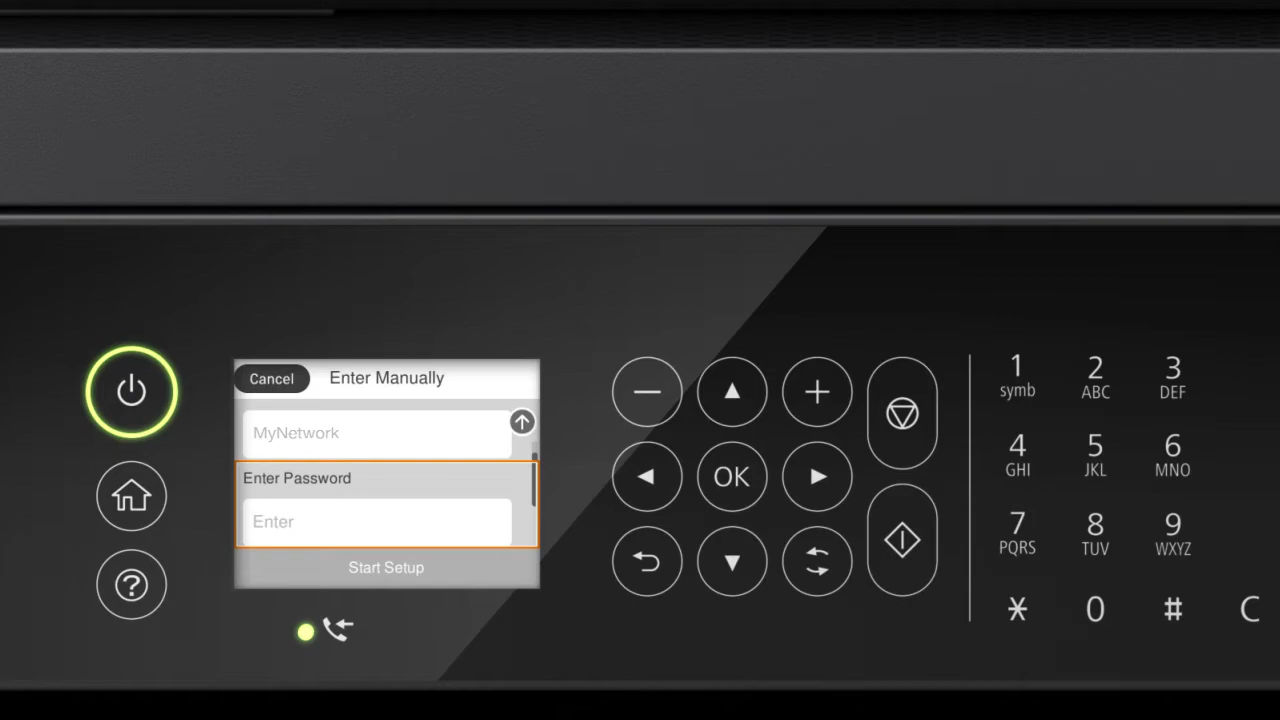 Cancel
Enter Manually
MyNetwork
Enter Password
Enter
Start Setup
OK
1 2 3
symb ABC DEF
4 5 6
GHI JKL MNO
7 8 9
PQRS TUV WXYZ
* 0 # C